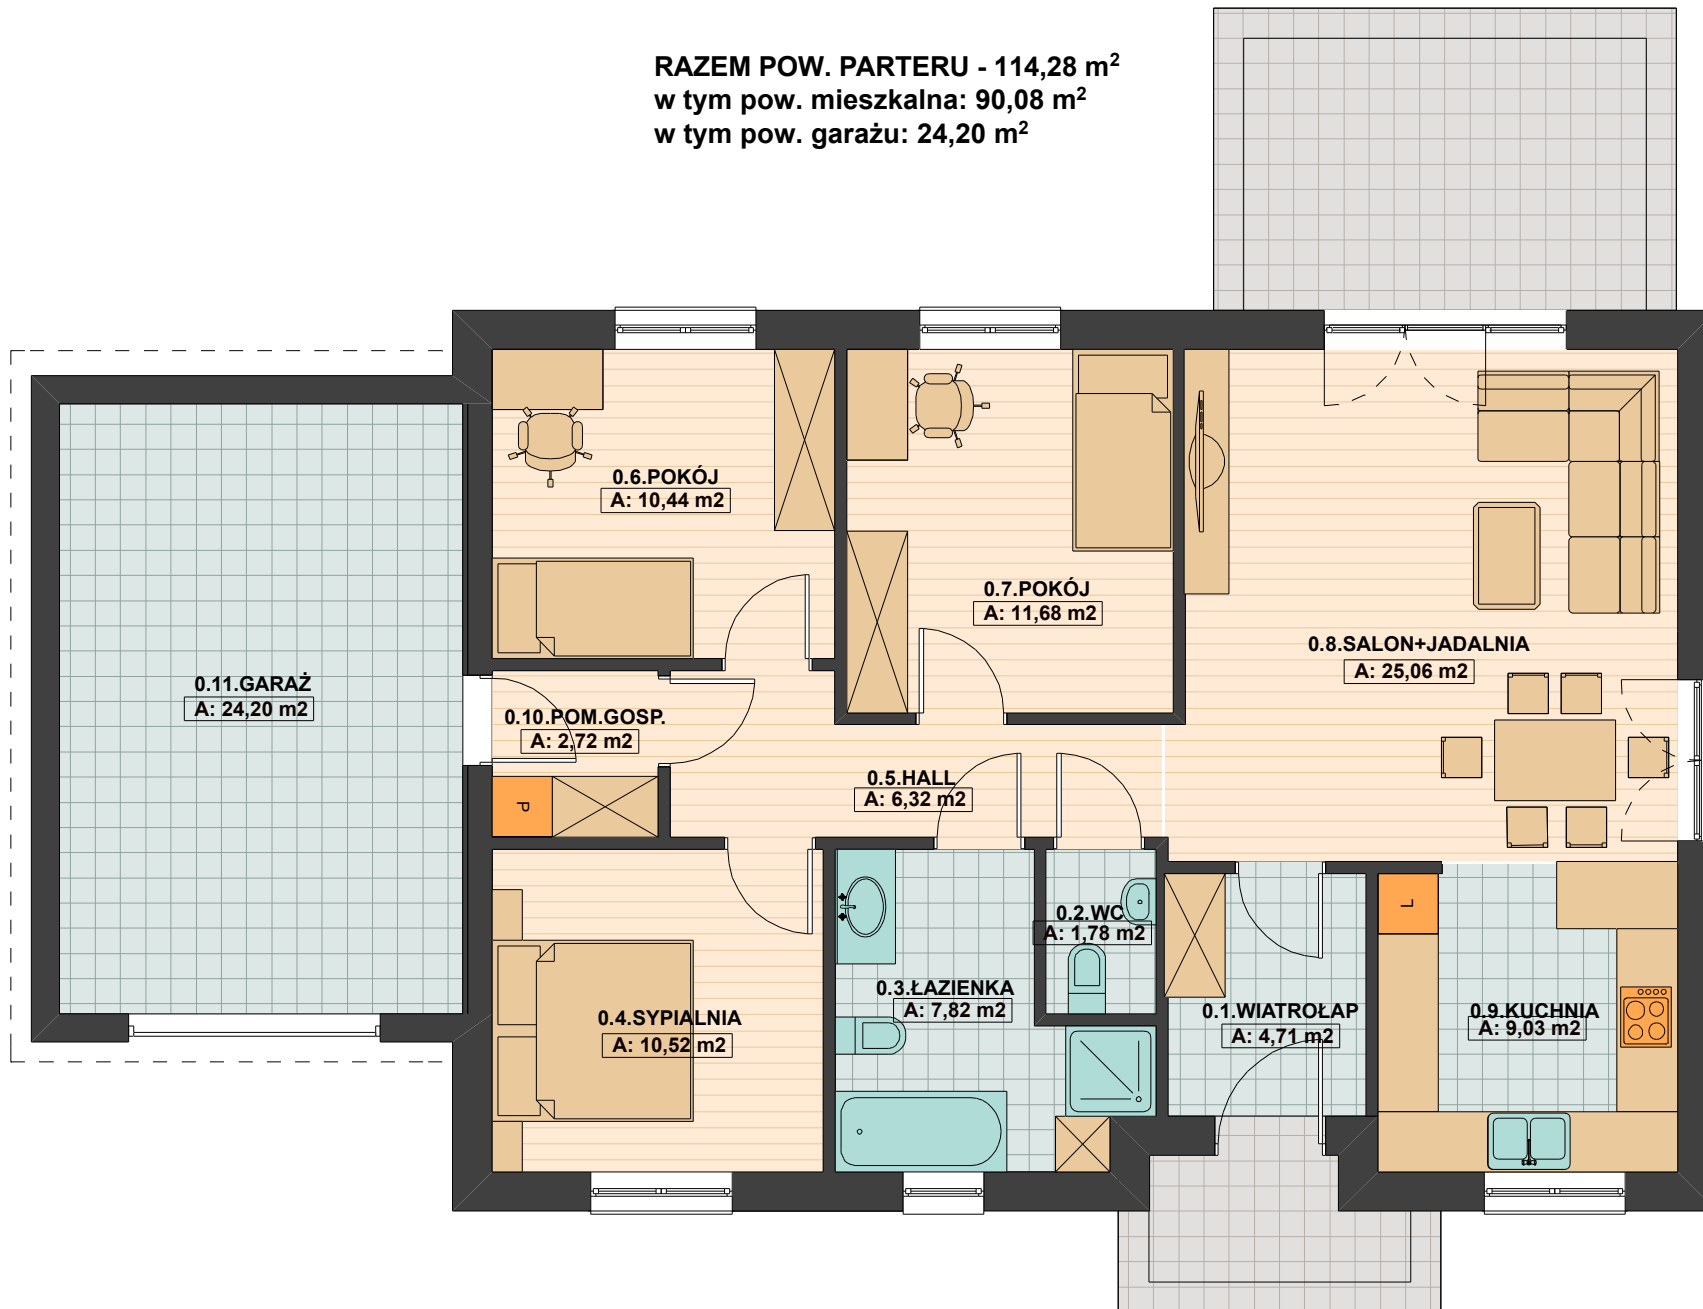 RAZEM POW. PARTERU - 114,28 m²
w tym pow. mieszkalna: 90,08 m²
w tym pow. garażu: 24,20 m²
0.6.POKÓJ
A: 10,44 m2
0.7.POKÓJ
A: 11,68 m2
0.8.SALON+JADALNIA
A: 25,06 m2
0.11.GARAŻ
A: 24,20 m2
0.10.POM.GOSP.
A: 2,72 m2
P
0.5.HALL
A: 6,32 m2
0.4.SYPIALNIA
A: 10,52 m2
0.3.ŁAZIENKA
A: 7,82 m2
0.2.WC
A: 1,78 m2
0.1.WIATROŁAP
A: 4,71 m2
L
0.9.KUCHNIA
A: 9,03 m2